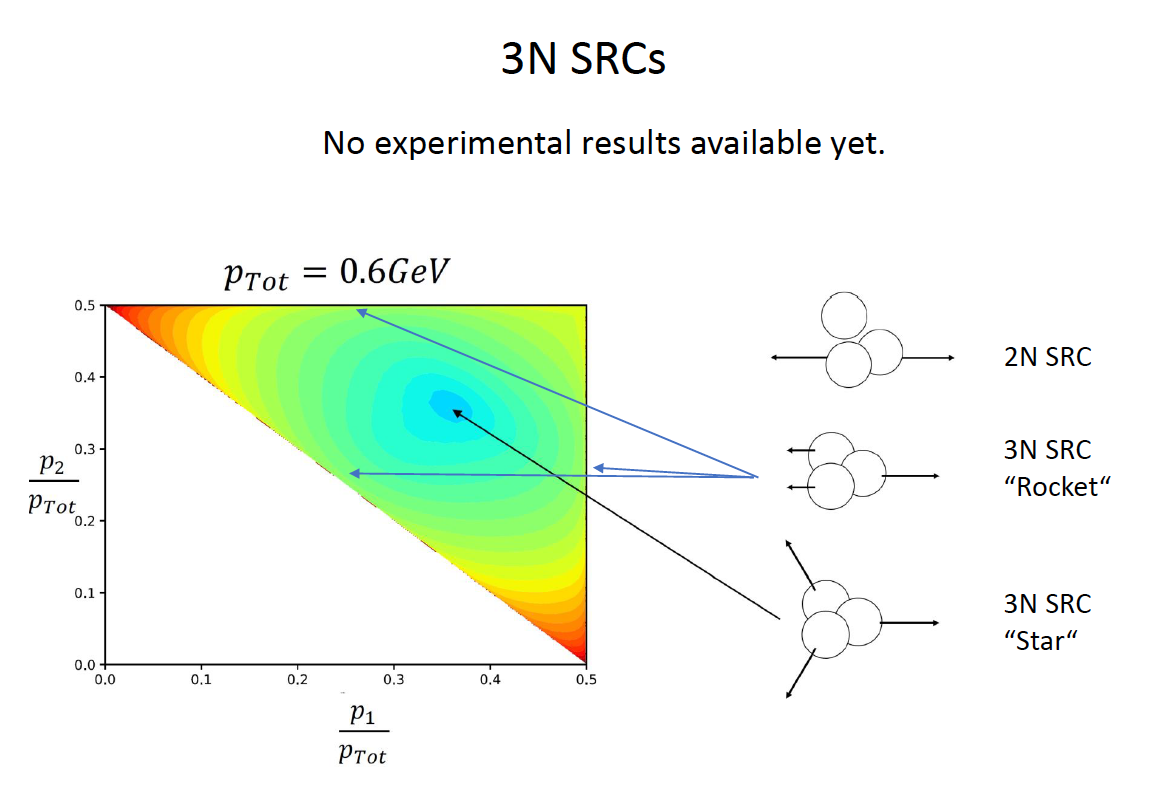 3N SRCs
No experimental results available yet.
p_Tot = 0.6GeV
0.5
0.4
0.3
0.2
0.1
0.0
p_2
p_Tot
0.0 0.1 0.2 0.3 0.4 0.5
p_1
p_Tot
2N SRC
3N SRC
“Rocket“
3N SRC
“Star“